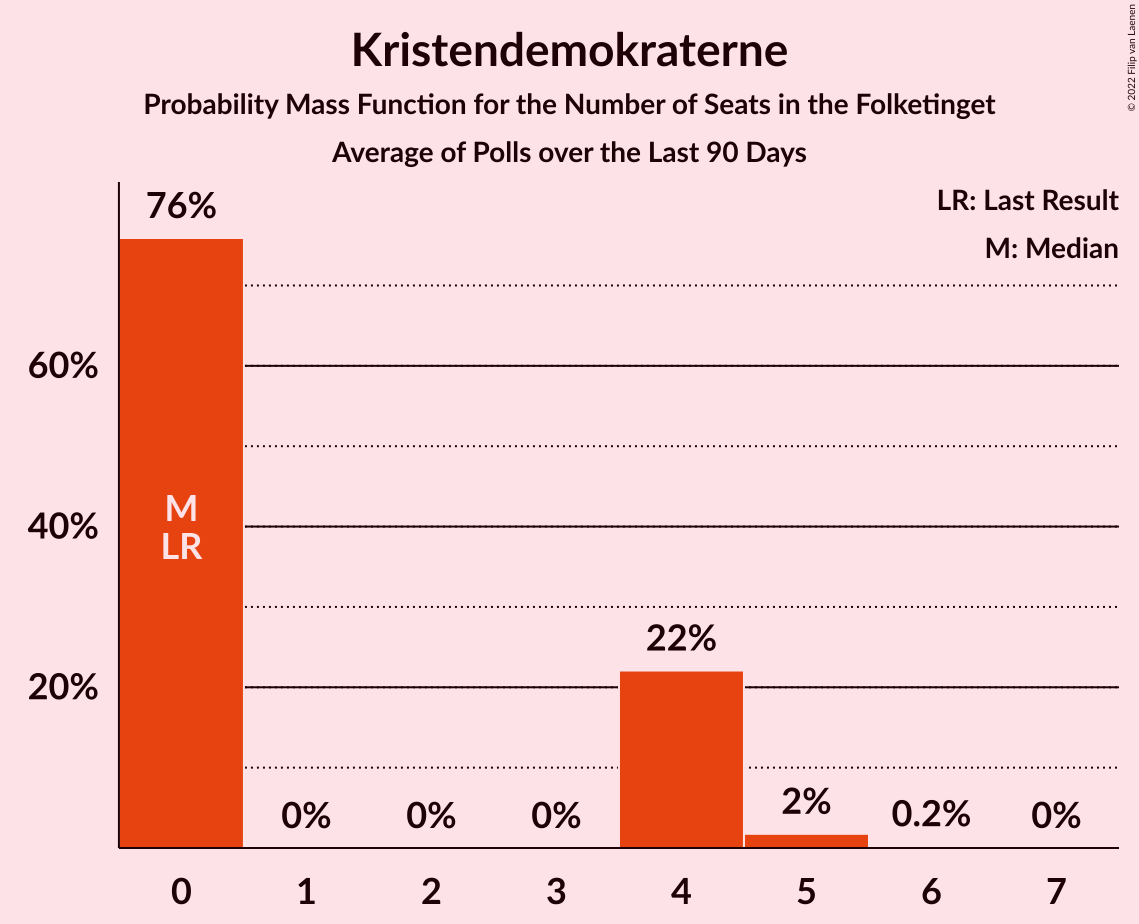 Kristendemokraterne
Probability Mass Function for the Number of Seats in the Folketinget
Average of Polls over the Last 90 Days
© 2022 Filip van Laenen
LR: Last Result
M: Median
76%
60%
40%
20%
M
LR
0%
0%
0%
22%
2%
0.2%
0%
0
1
2
3
4
5
6
7